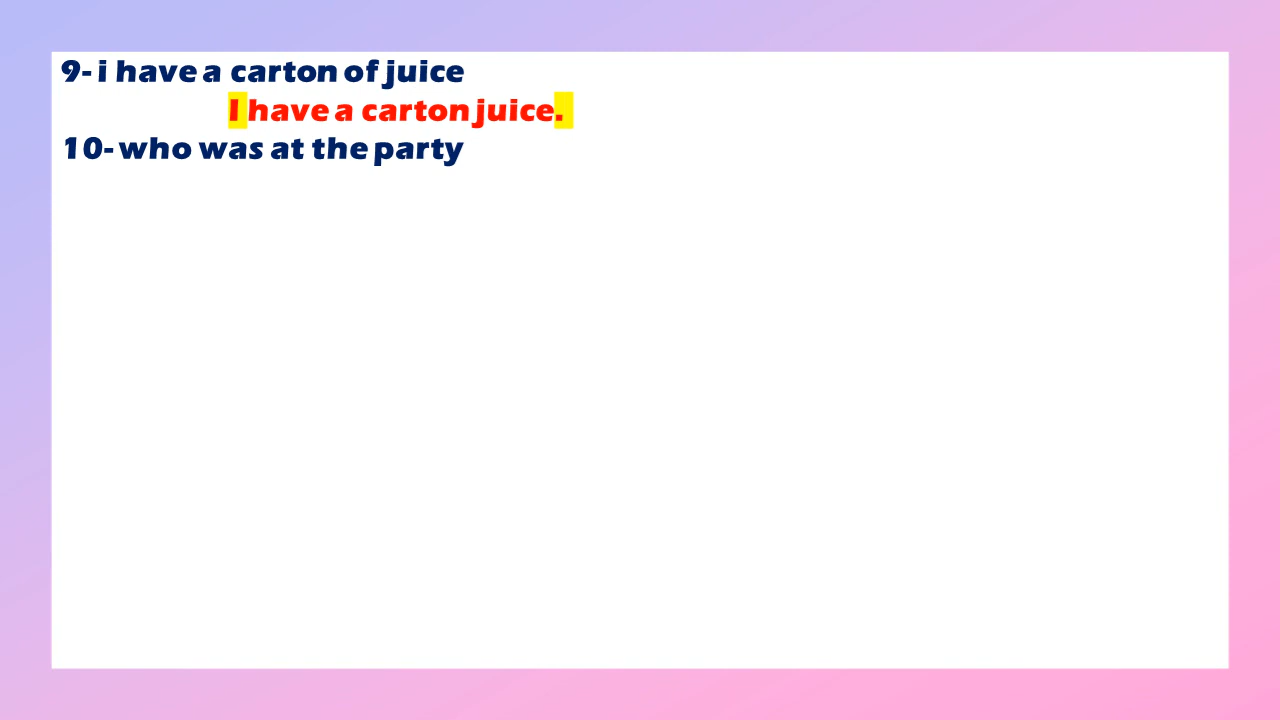 9- i have a carton of juice
I have a carton juice.
10- who was at the party